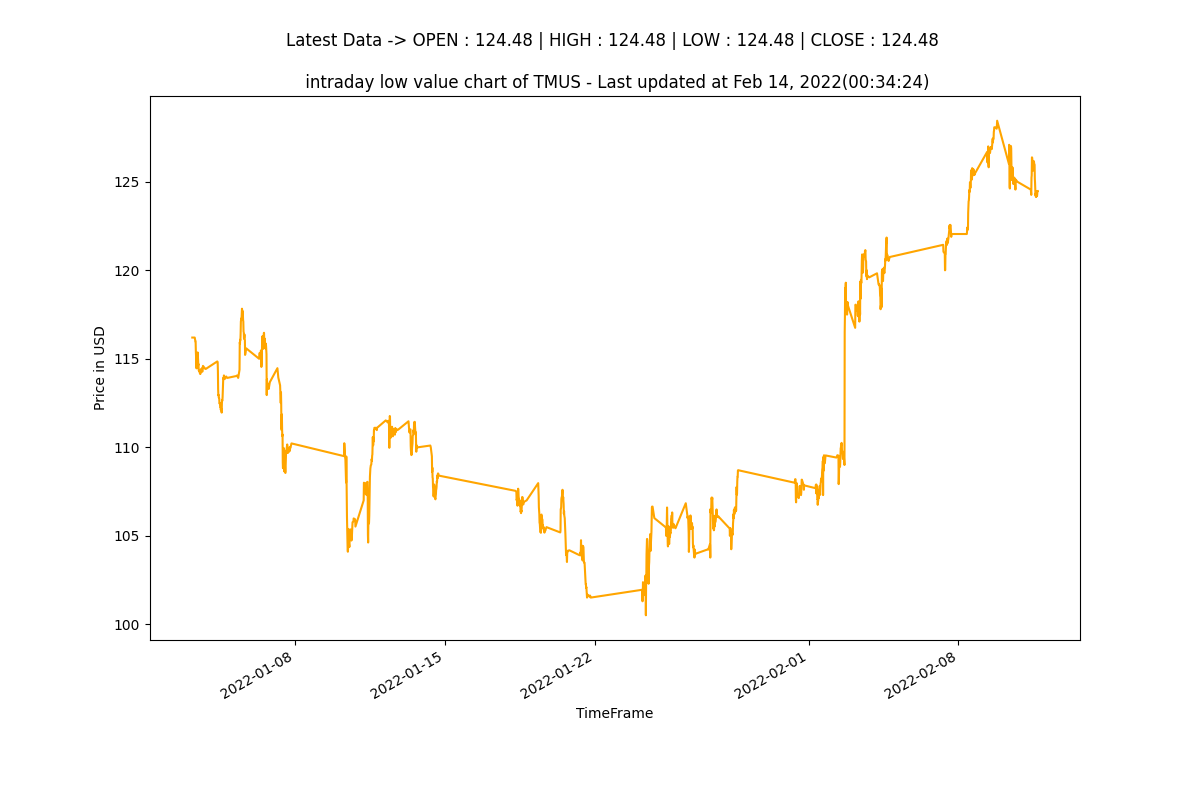 Latest Data -> OPEN : 124.48 | HIGH : 124.48 | LOW : 124.48 | CLOSE : 124.48
intraday low value chart of TMUS - Last updated at Feb 14, 2022(00:34:24)
125
120
115
110
105
100
Price in USD
2022-01-08
2022-01-15
2022-01-22
2022-02-01
2022-02-08
TimeFrame